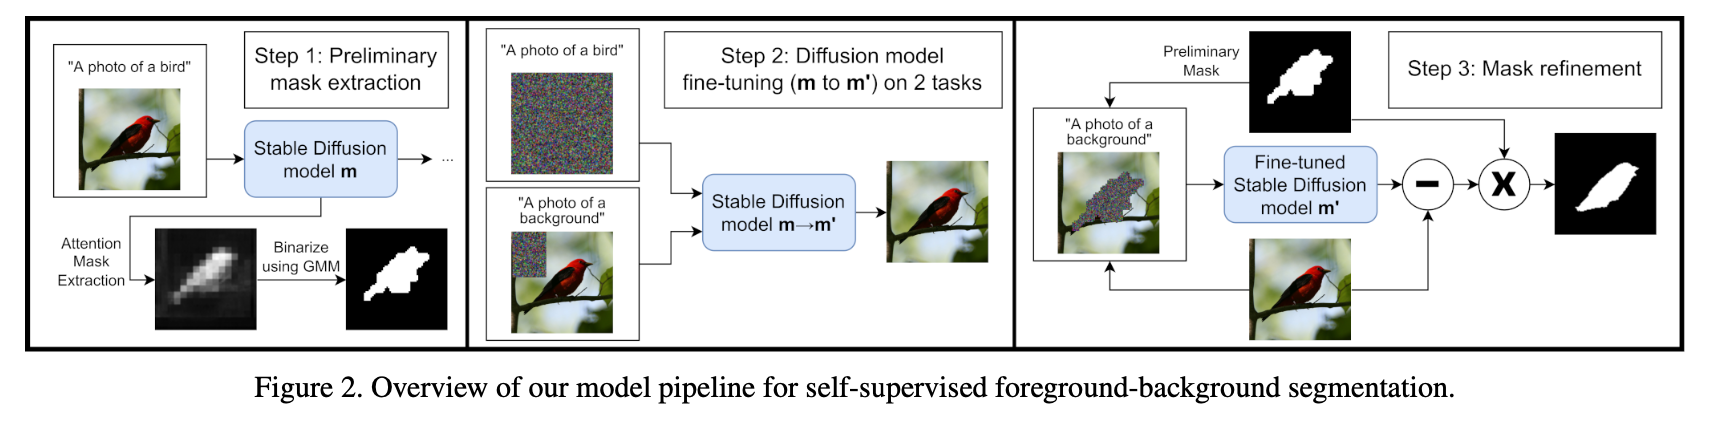 "A photo of a bird"
Step 1: Preliminary
mask extraction
Stable Diffusion
model m
...
Attention
Mask
Extraction
Binarize
using GMM
"A photo of a bird"
Step 2: Diffusion model
fine-tuning (m to m') on 2 tasks
"A photo of a
background"
Stable Diffusion
model m→m'
Preliminary
Mask
Step 3: Mask refinement
"A photo of a
background"
Fine-tuned
Stable Diffusion
model m'
−
X
Figure 2. Overview of our model pipeline for self-supervised foreground-background segmentation.